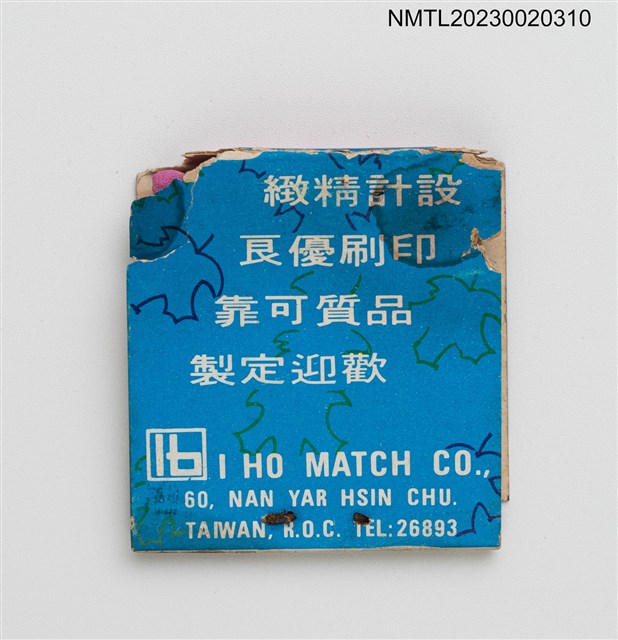 NMTL20230020310
設計精緻
印刷優良
品質可靠
歡迎定製
I HO MATCH CO.,
60, NAN YAR HSIN CHU.
TAIWAN, R.O.C. TEL:26893